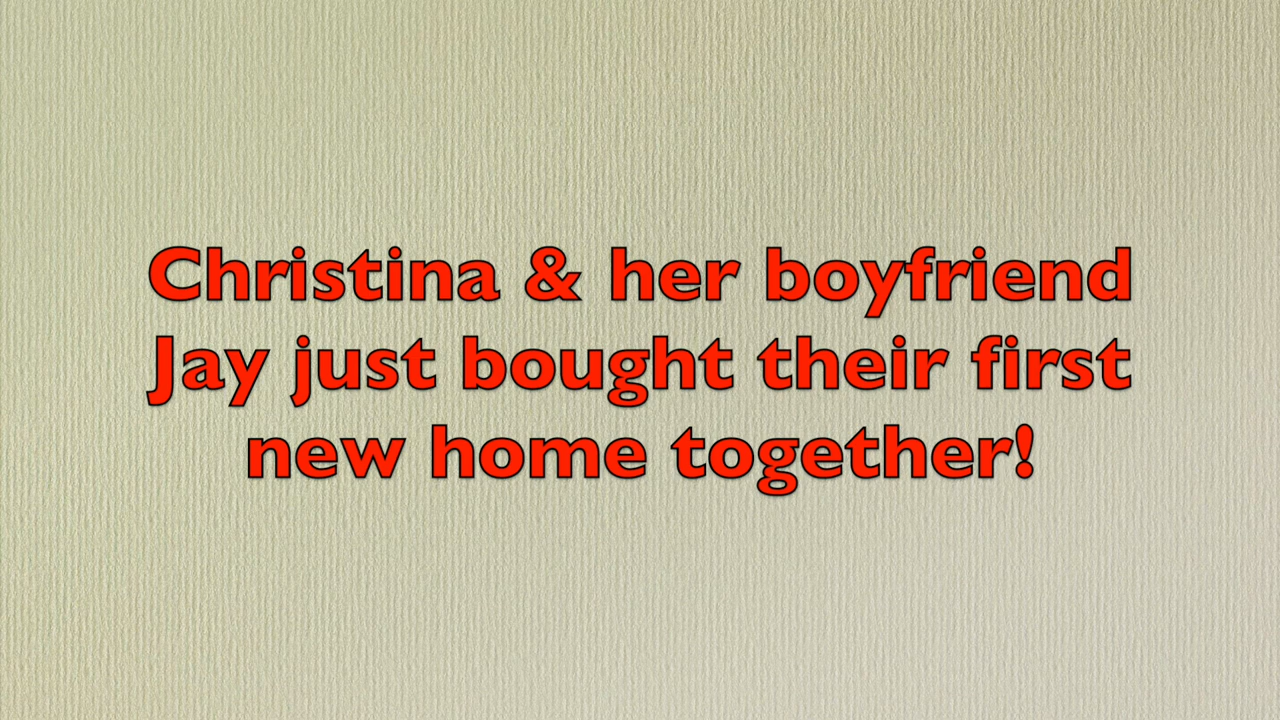 Christina & her boyfriend
Jay just bought their first
new home together!